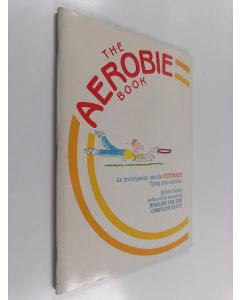 THE
AEROBIE
BOOK
An investigation into the ULTIMATE
flying mini-machine
By John Cassidy
Author of the bestselling
JUGGLING FOR THE
COMPLETE KLUTZ